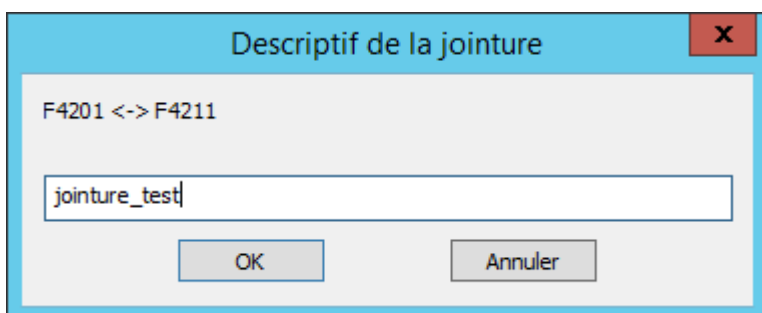 Descriptif de la jointure
x
F4201 <-> F4211
jointure_test
OK Annuler